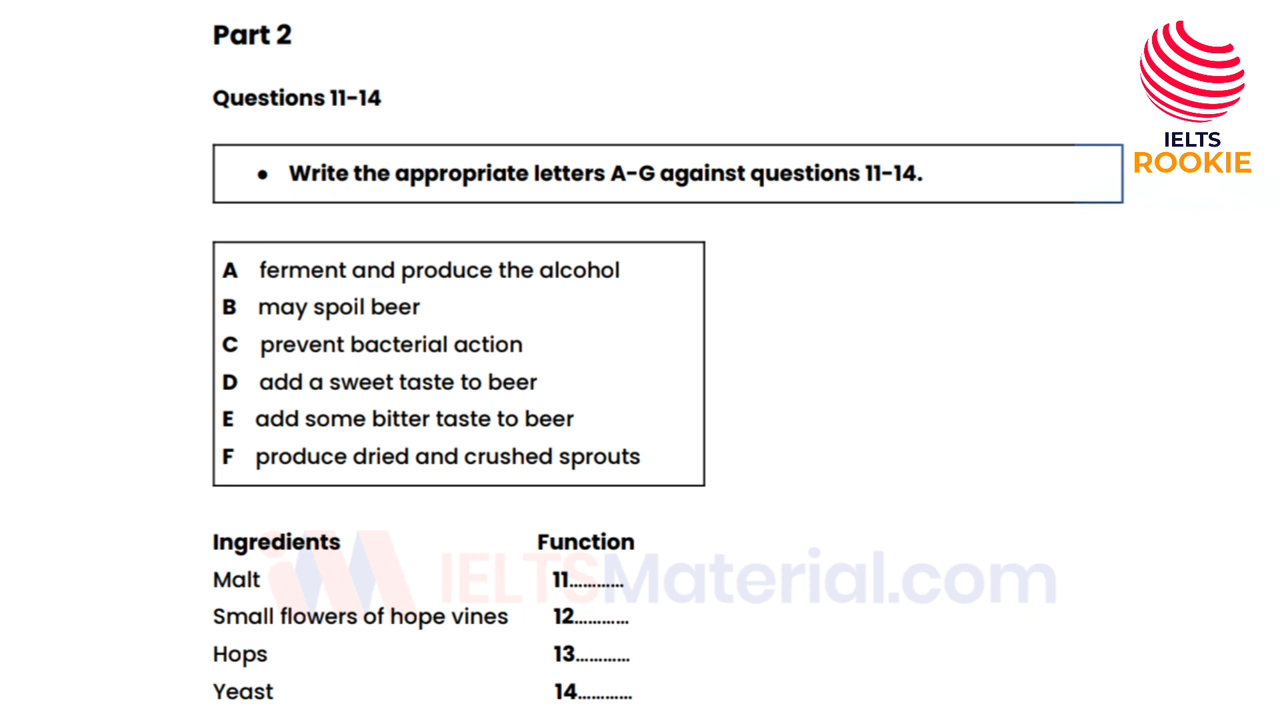 Part 2
IELTS
ROOKIE
Questions 11-14
• Write the appropriate letters A-G against questions 11-14.
A ferment and produce the alcohol
B may spoil beer
C prevent bacterial action
D add a sweet taste to beer
E add some bitter taste to beer
F produce dried and crushed sprouts
Ingredients Function
Malt 11............
Small flowers of hope vines 12............
Hops 13............
Yeast 14............
IELTSMaterial.com